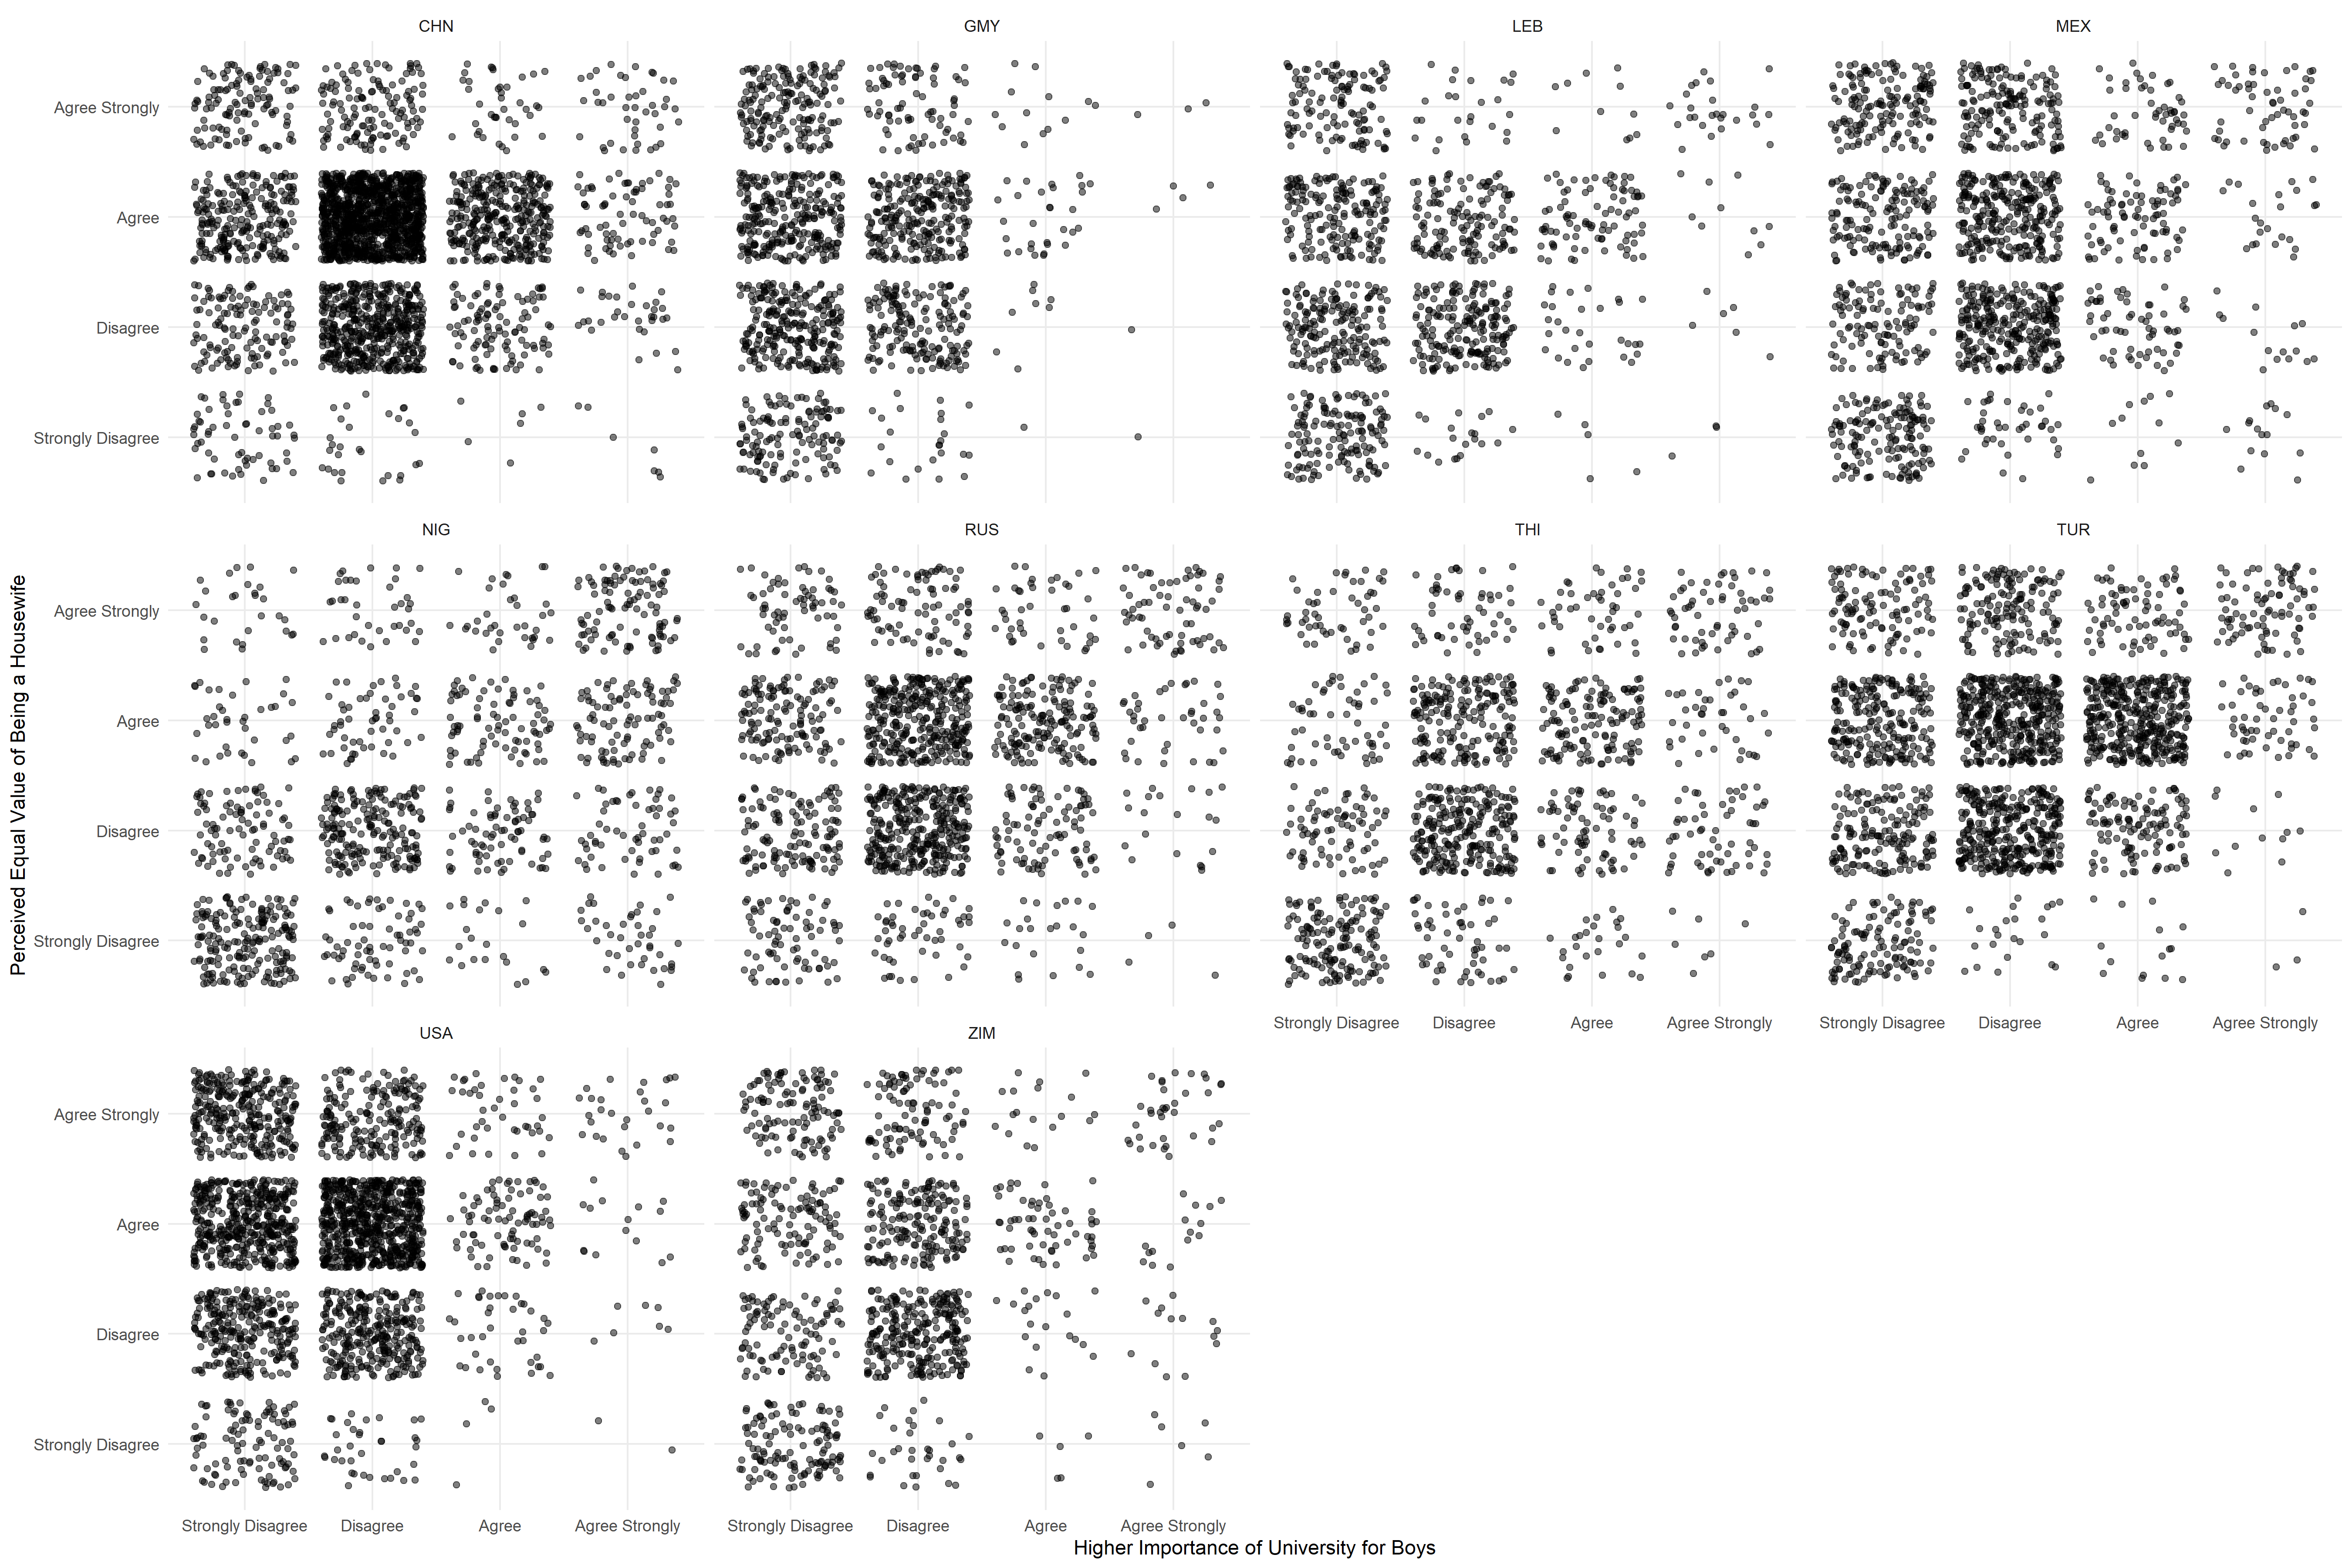 CHN GMY LEB MEX
Agree Strongly
Agree
Disagree
Strongly Disagree
NIG RUS THI TUR
Agree Strongly
Agree
Disagree
Strongly Disagree
Strongly Disagree Disagree Agree Agree Strongly Strongly Disagree Disagree Agree Agree Strongly
USA ZIM
Agree Strongly
Agree
Disagree
Strongly Disagree
Strongly Disagree Disagree Agree Agree Strongly Strongly Disagree Disagree Agree Agree Strongly
Higher Importance of University for Boys
Perceived Equal Value of Being a Housewife